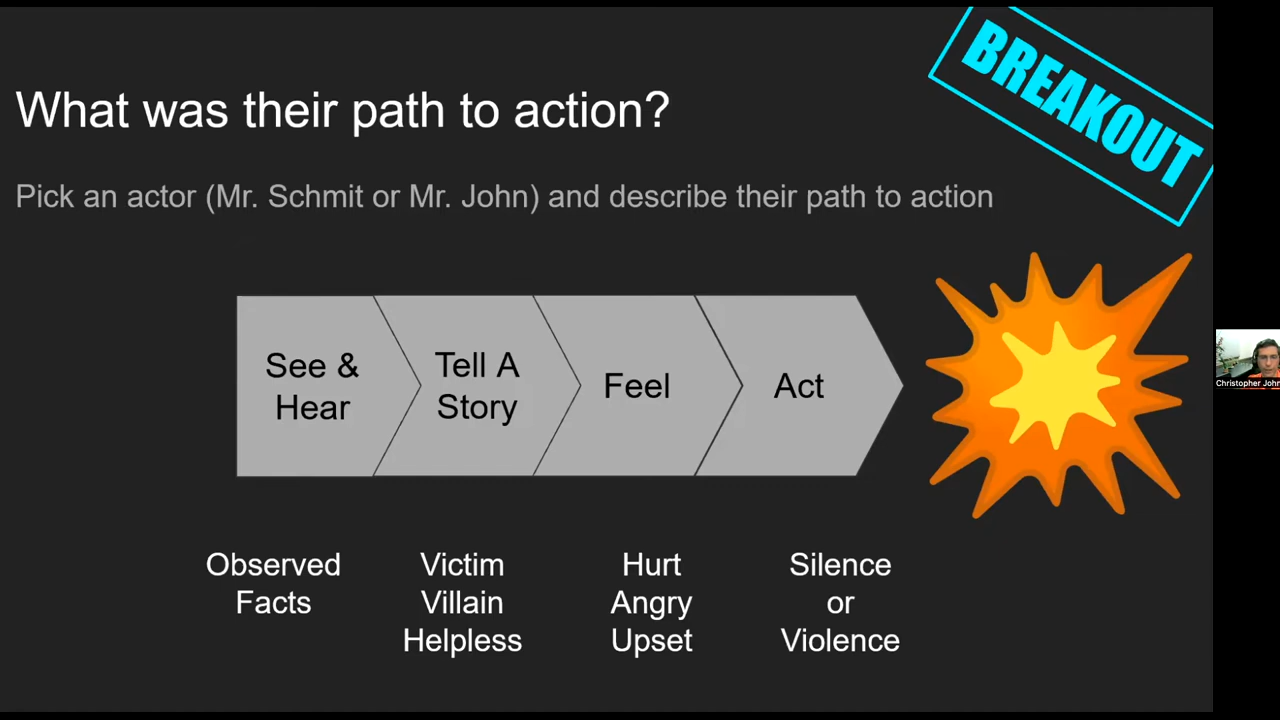 BREAKOUT
What was their path to action?
Pick an actor (Mr. Schmit or Mr. John) and describe their path to action
See &
Hear
Tell A
Story
Feel
Act
Observed
Facts
Victim
Villain
Helpless
Hurt
Angry
Upset
Silence
or
Violence
Christopher John